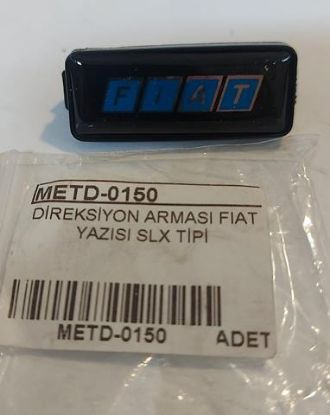 FIAT
METD-0150
DİREKSİYON ARMASI FIAT
YAZISI SLX TİPİ
METD-0150 ADET